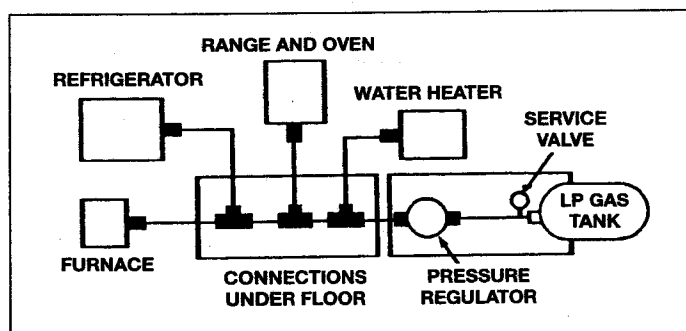 RANGE AND OVEN
REFRIGERATOR
WATER HEATER
SERVICE
VALVE
LP GAS
TANK
FURNACE
CONNECTIONS
UNDER FLOOR
PRESSURE
REGULATOR